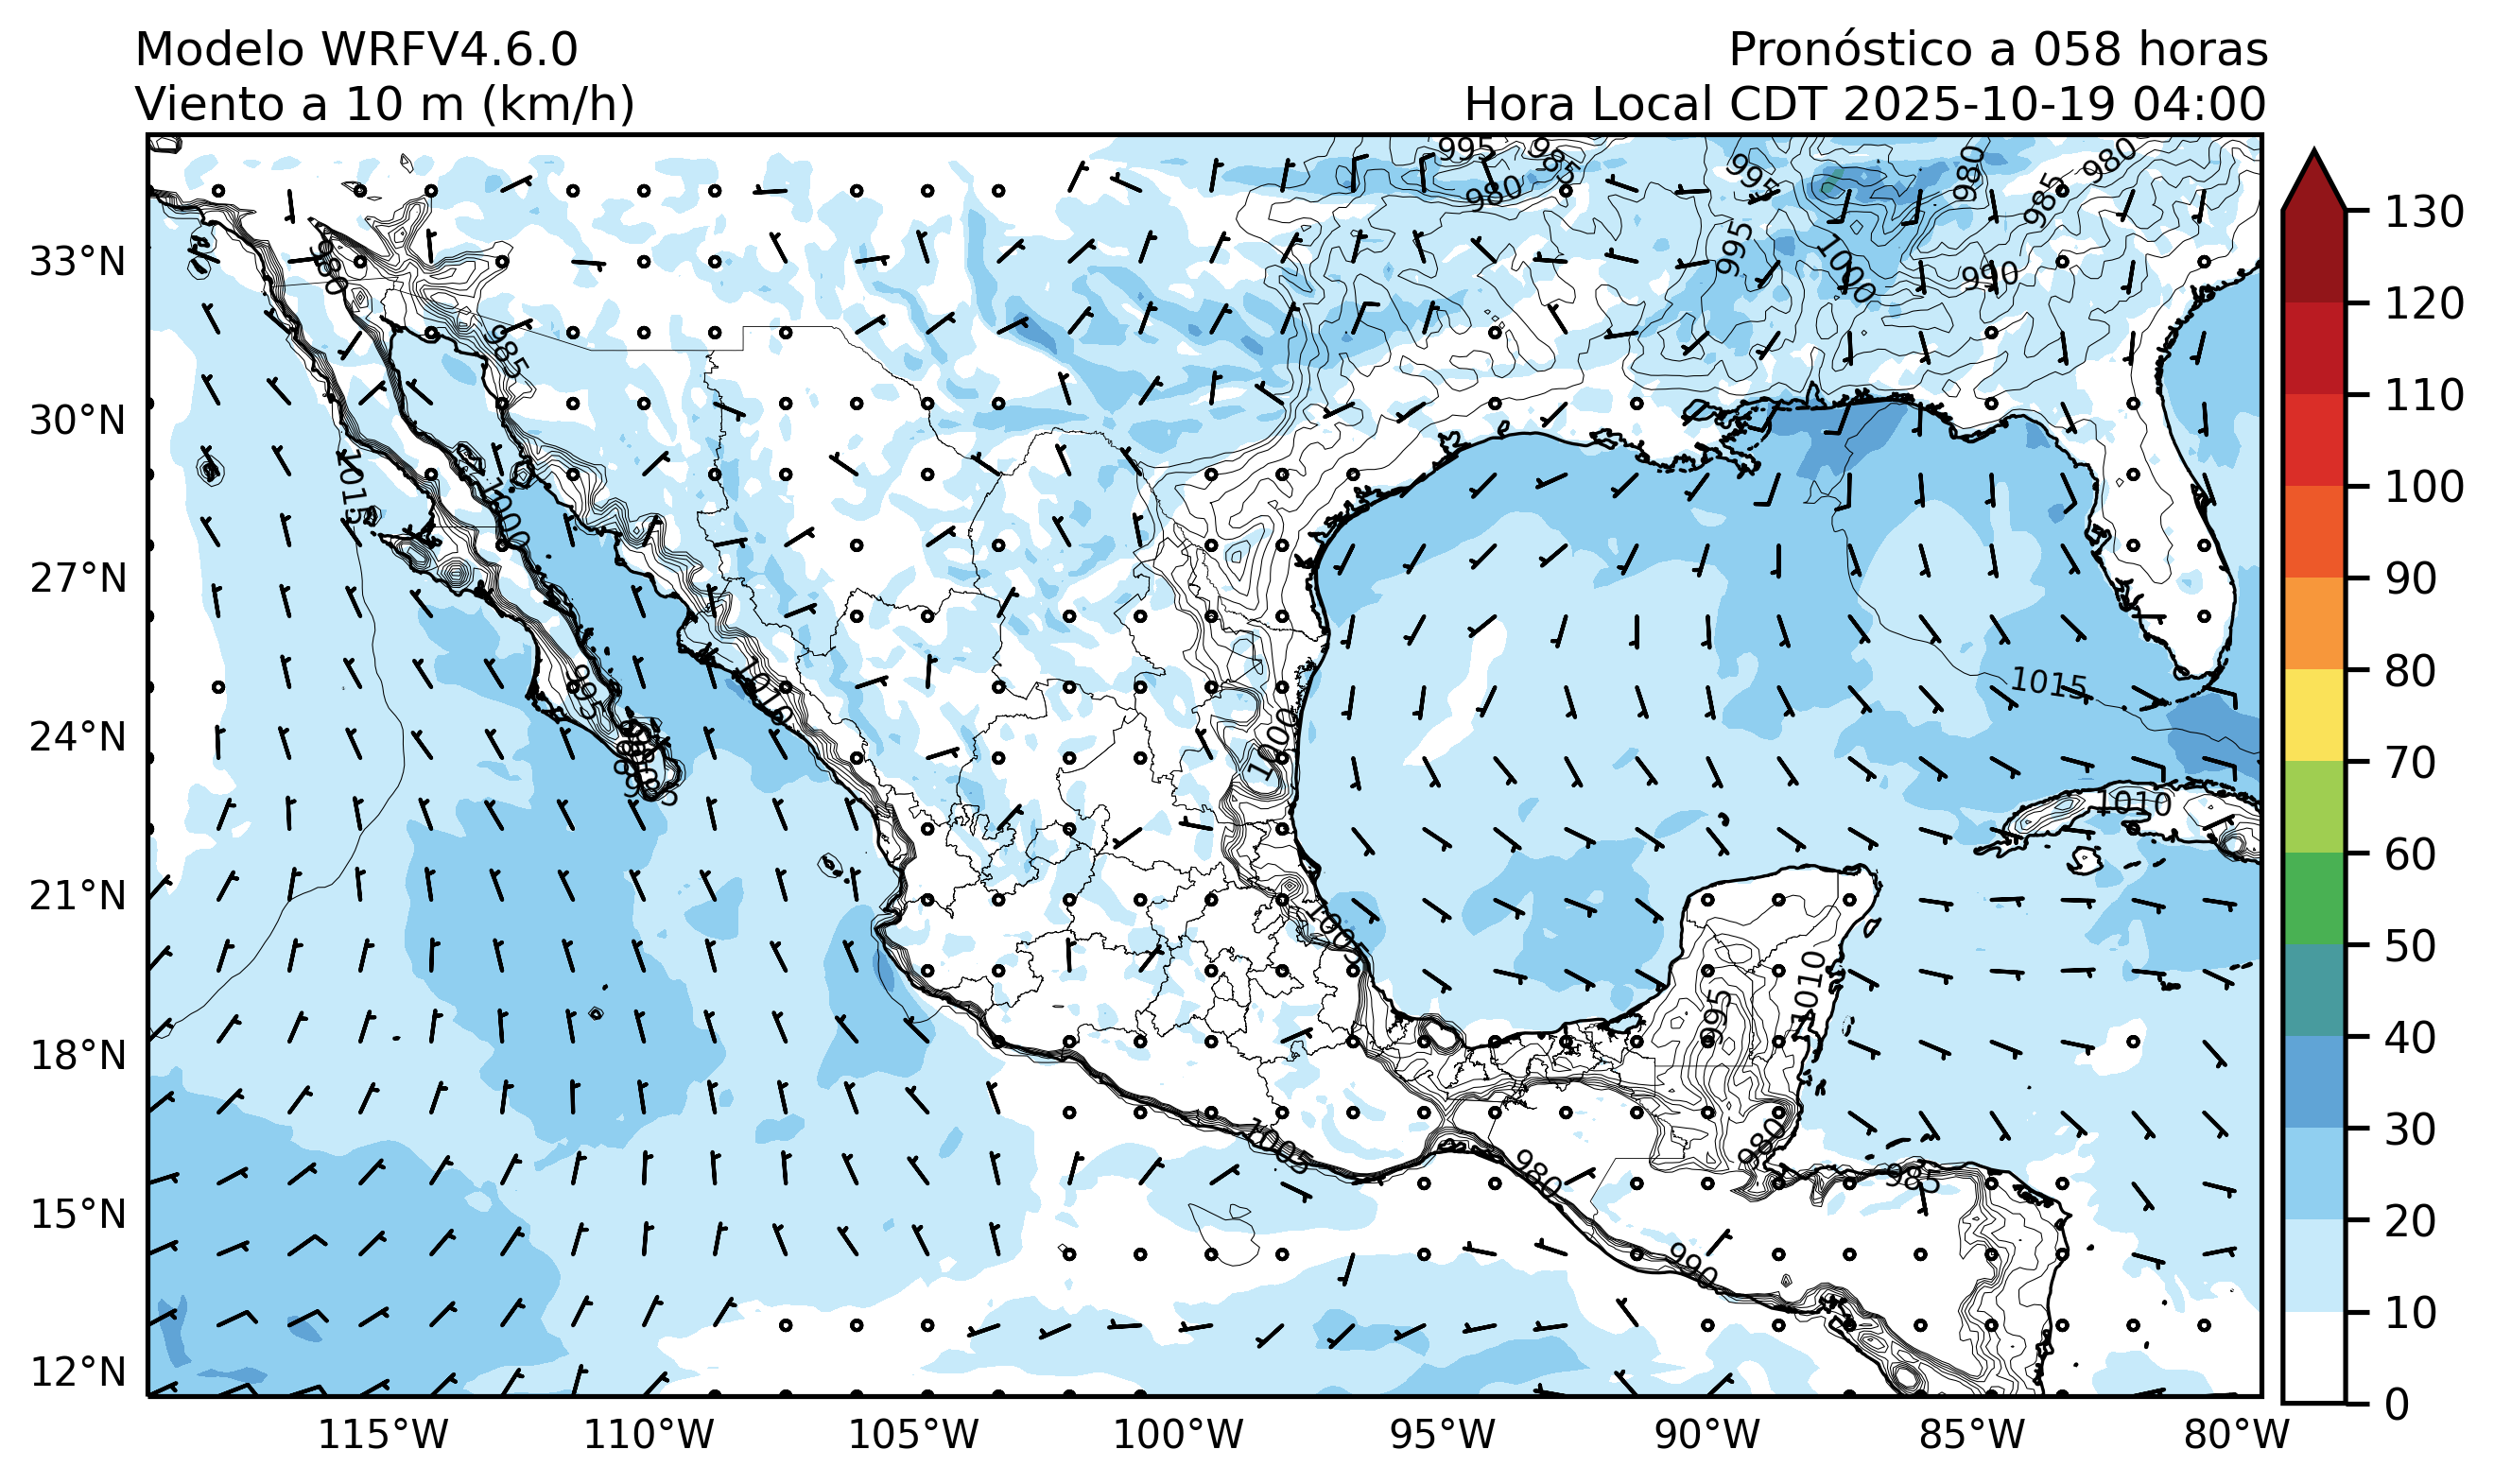 Modelo WRFV4.6.0
Pronóstico a 058 horas
Viento a 10 m (km/h)
Hora Local CDT 2025-10-19 04:00
995
985
980
995
980
980
985
995
1000
990
980
985
1015
1000
1010
995
1000
1015
1010
1005
1010
995
980
985
1005
980
990
33°N
30°N
27°N
24°N
21°N
18°N
15°N
12°N
115°W
110°W
105°W
100°W
95°W
90°W
85°W
80°W
130
120
110
100
90
80
70
60
50
40
30
20
10
0